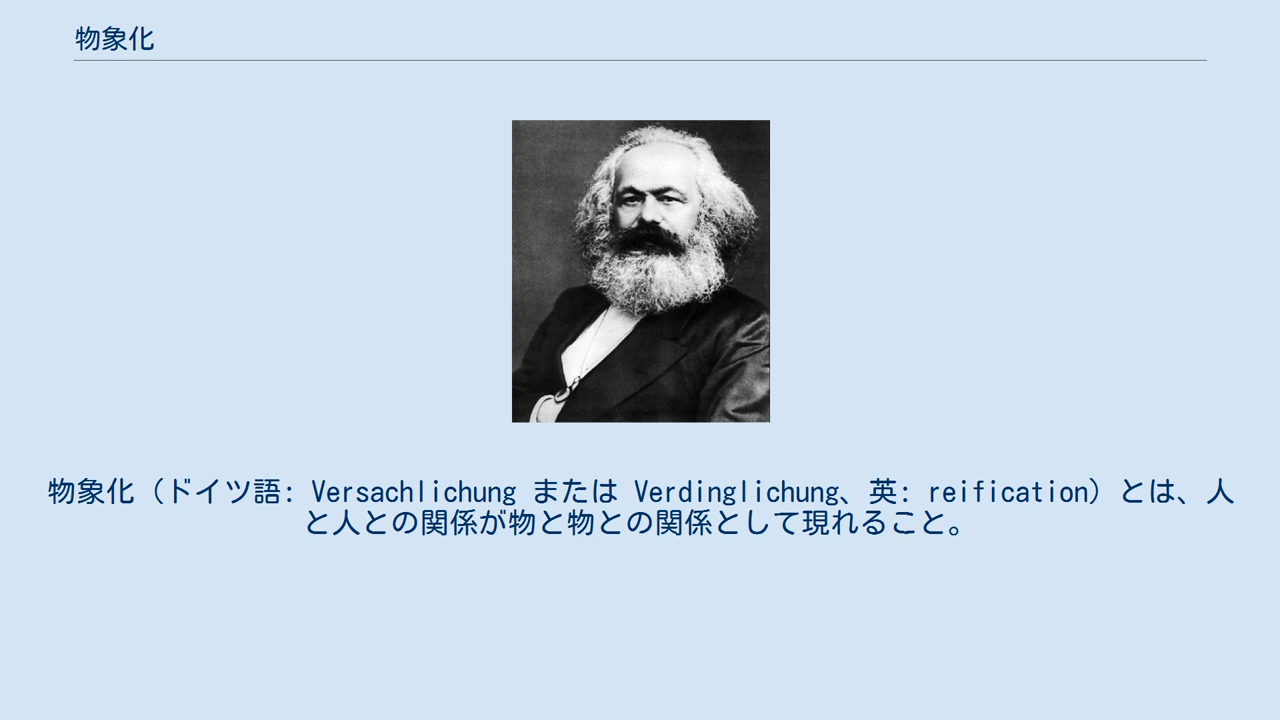 物象化
物象化（ドイツ語: Versachlichung または Verdinglichung、英: reification）とは、人
と人との関係が物と物との関係として現れること。